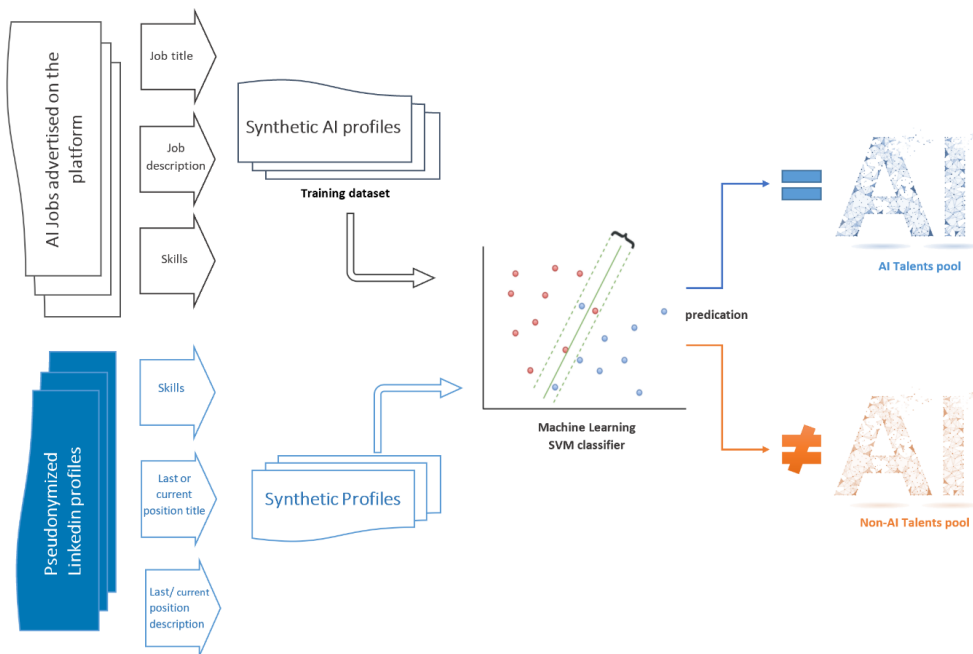 AI Jobs advertised on the
platform
Job title
Job
description
Skills
Synthetic AI profiles
Training dataset
Pseudonymized
Linkedin profiles
Skills
Last or
current
position title
Last/ current
position
description
Synthetic Profiles
Machine Learning
SVM classifier
predication
AI
AI Talents pool
AI
Non-AI Talents pool